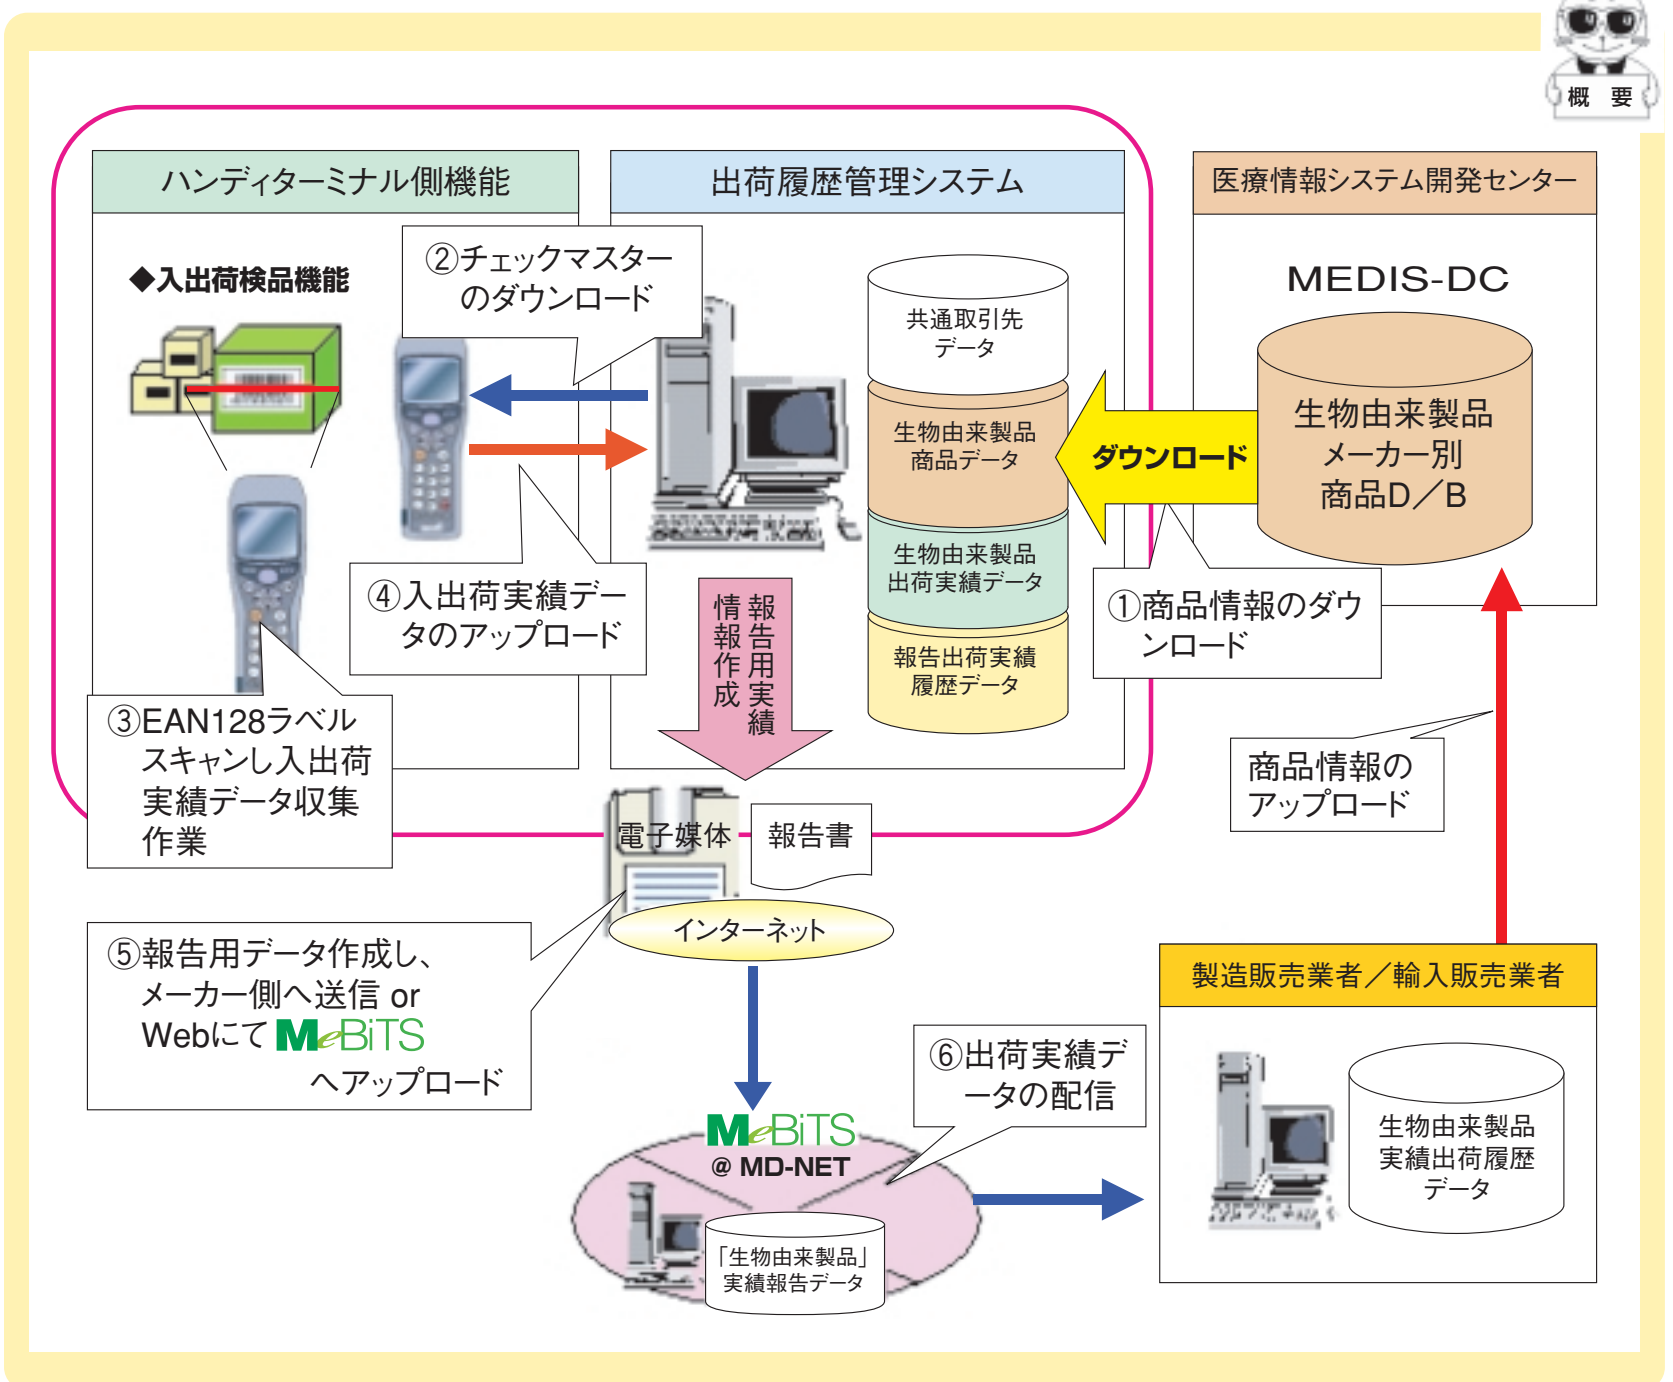 概 要
ハンディターミナル側機能
出荷履歴管理システム
医療情報システム開発センター
◆入出荷検品機能
②チェックマスター
のダウンロード
共通取引先
データ
生物由来製品
商品データ
生物由来製品
出荷実績データ
報告出荷実績
履歴データ
MEDIS-DC
生物由来製品
メーカー別
商品D／B
ダウンロード
①商品情報のダウ
ンロード
④入出荷実績デー
タのアップロード
報告用実績
情報作成
③EAN128ラベル
スキャンし入出荷
実績データ収集
作業
商品情報の
アップロード
電子媒体
報告書
インターネット
⑤報告用データ作成し、
メーカー側へ送信 or
Webにて MeBiTS
へアップロード
製造販売業者／輸入販売業者
⑥出荷実績デ
ータの配信
MeBiTS
@ MD-NET
「生物由来製品」
実績報告データ
生物由来製品
実績出荷履歴
データ